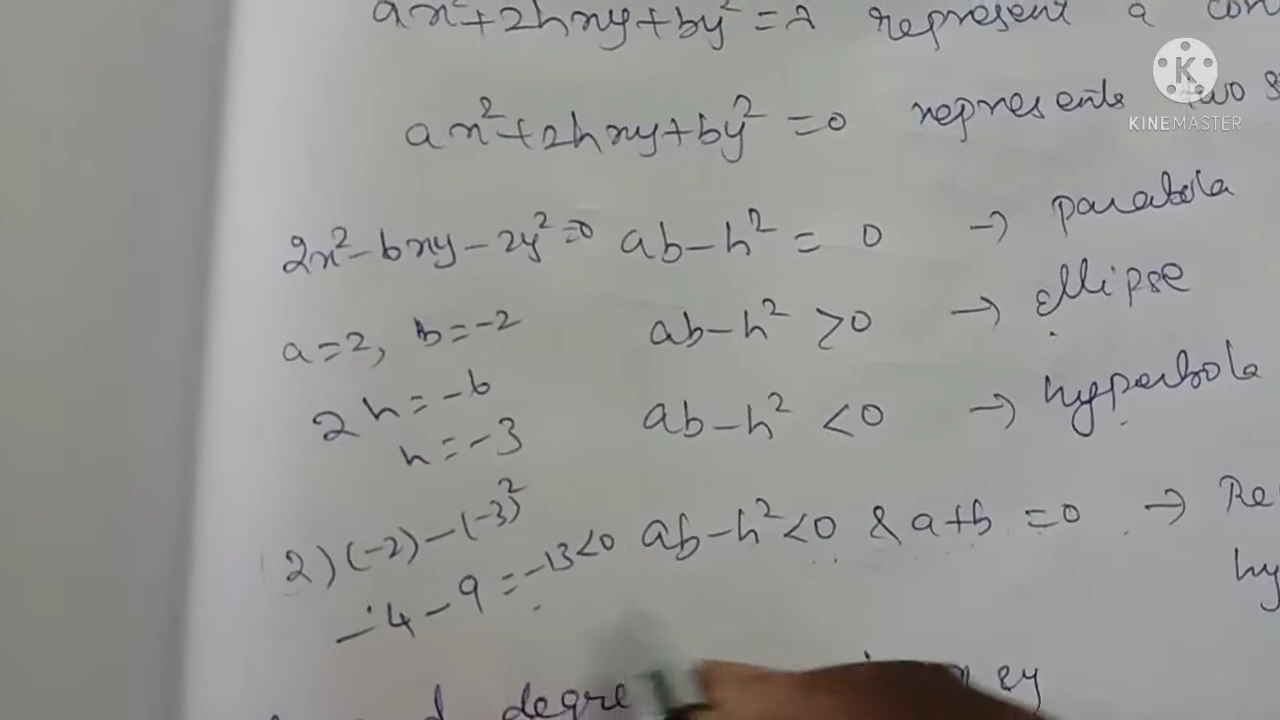 ax²+2hxy+by²=λ represent a con
ax²+2hxy+by²=0 represents two s
2x²-6xy-2y²=0 ab-h² = 0 → parabola
a=2, b=-2 ab-h² >0 → ellipse
2h=-6
h=-3 ab-h² <0 → hyperbola
2)(-2)-(-3)² ab-h²<0 & a+b =0 → Re
-4-9=-13<0 hy
degre xy
KINEMASTER